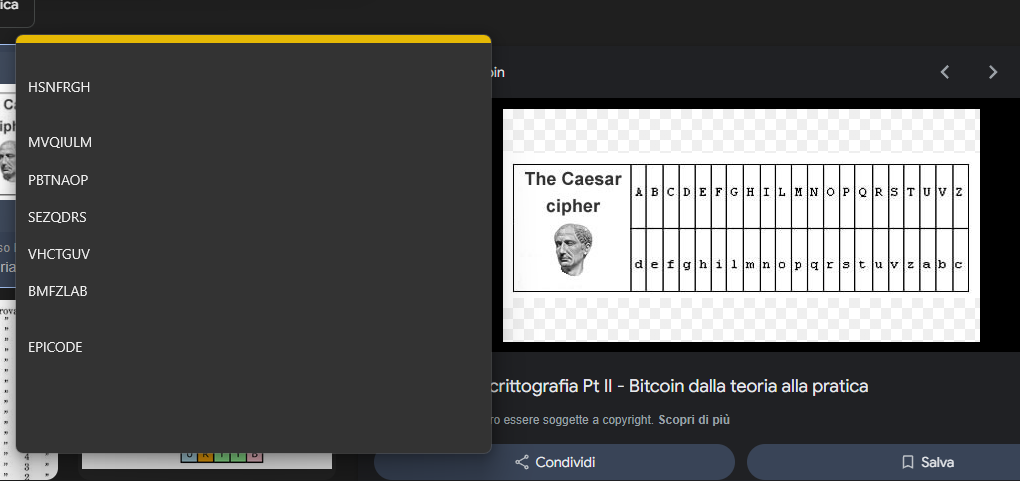 ica
HSNFRGH
MVQIULM
PBTNAOP
SEZQDRS
VHCTGUV
BMFZLAB
EPICODE
oin
The Caesar
cipher
A B C D E F G H I L M N O P Q R S T U V Z
d e f g h i l m n o p q r s t u v z a b c
crittografia Pt II - Bitcoin dalla teoria alla pratica
ro essere soggette a copyright. Scopri di più
Condividi
Salva